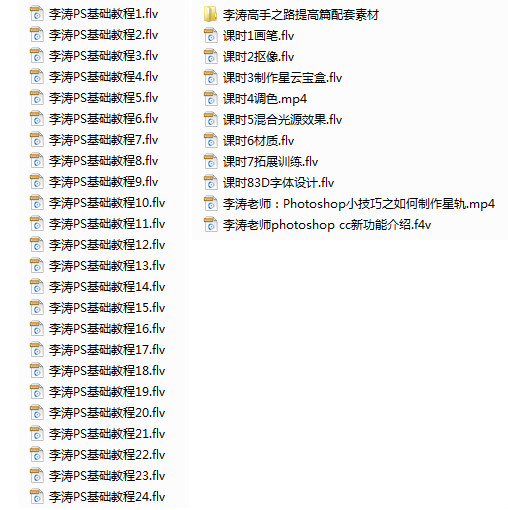 李涛PS基础教程1.flv
李涛PS基础教程2.flv
李涛PS基础教程3.flv
李涛PS基础教程4.flv
李涛PS基础教程5.flv
李涛PS基础教程6.flv
李涛PS基础教程7.flv
李涛PS基础教程8.flv
李涛PS基础教程9.flv
李涛PS基础教程10.flv
李涛PS基础教程11.flv
李涛PS基础教程12.flv
李涛PS基础教程13.flv
李涛PS基础教程14.flv
李涛PS基础教程15.flv
李涛PS基础教程16.flv
李涛PS基础教程17.flv
李涛PS基础教程18.flv
李涛PS基础教程19.flv
李涛PS基础教程20.flv
李涛PS基础教程21.flv
李涛PS基础教程22.flv
李涛PS基础教程23.flv
李涛PS基础教程24.flv
李涛高手之路提高篇配套素材
课时1画笔.flv
课时2抠像.flv
课时3制作星云宝盒.flv
课时4调色.mp4
课时5混合光源效果.flv
课时6材质.flv
课时7拓展训练.flv
课时83D字体设计.flv
李涛老师：Photoshop小技巧之如何制作星轨.mp4
李涛老师photoshop cc新功能介绍.f4v